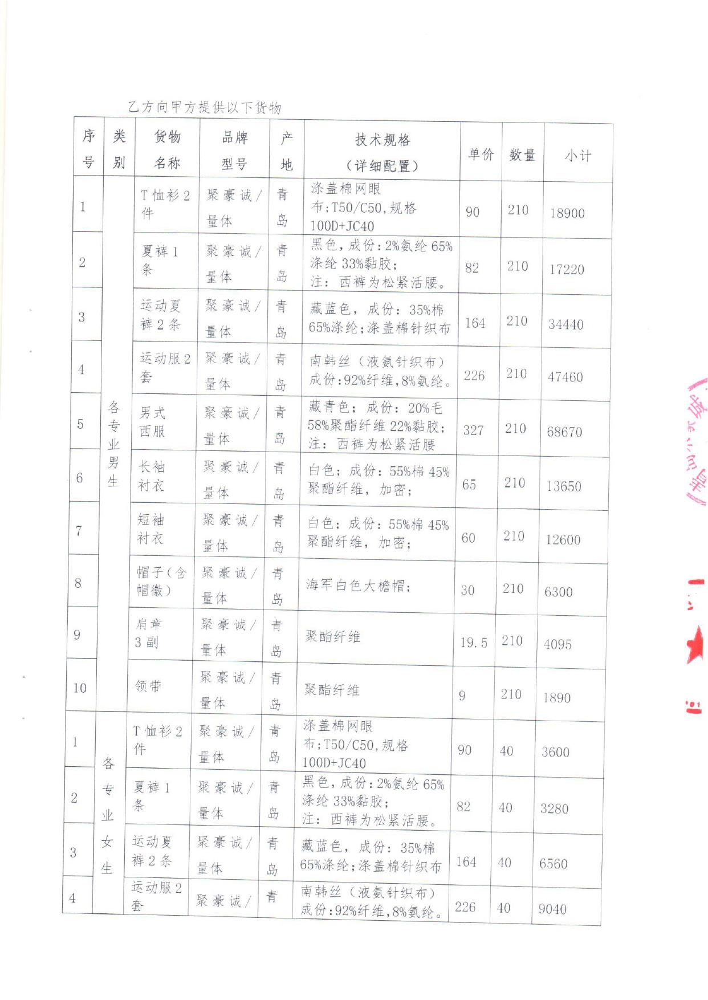 乙方向甲方提供以下货物
序号 类别 货物名称 品牌型号 产地 技术规格（详细配置） 单价 数量 小计
各专业男生
1 T恤衫2件 聚豪诚/量体 青岛 涤盖棉网眼布;T50/C50,规格100D+JC40 90 210 18900
2 夏裤1条 聚豪诚/量体 青岛 黑色,成份:2%氨纶65%涤纶33%黏胶;注：西裤为松紧活腰。 82 210 17220
3 运动夏裤2条 聚豪诚/量体 青岛 藏蓝色，成份：35%棉65%涤纶;涤盖棉针织布 164 210 34440
4 运动服2套 聚豪诚/量体 青岛 南韩丝（液氨针织布）成份:92%纤维,8%氨纶。 226 210 47460
5 男式西服 聚豪诚/量体 青岛 藏青色；成份：20%毛58%聚酯纤维22%黏胶；注：西裤为松紧活腰 327 210 68670
6 长袖衬衣 聚豪诚/量体 青岛 白色；成份：55%棉45%聚酯纤维，加密； 65 210 13650
7 短袖衬衣 聚豪诚/量体 青岛 白色；成份：55%棉45%聚酯纤维，加密； 60 210 12600
8 帽子（含帽徽） 聚豪诚/量体 青岛 海军白色大檐帽； 30 210 6300
9 肩章3副 聚豪诚/量体 青岛 聚酯纤维 19.5 210 4095
10 领带 聚豪诚/量体 青岛 聚酯纤维 9 210 1890
各专业女生
1 T恤衫2件 聚豪诚/量体 青岛 涤盖棉网眼布;T50/C50,规格100D+JC40 90 40 3600
2 夏裤1条 聚豪诚/量体 青岛 黑色,成份:2%氨纶65%涤纶33%黏胶;注：西裤为松紧活腰。 82 40 3280
3 运动夏裤2条 聚豪诚/量体 青岛 藏蓝色，成份：35%棉65%涤纶;涤盖棉针织布 164 40 6560
4 运动服2套 聚豪诚/ 青 南韩丝（液氨针织布）成份:92%纤维,8%氨纶。 226 40 9040